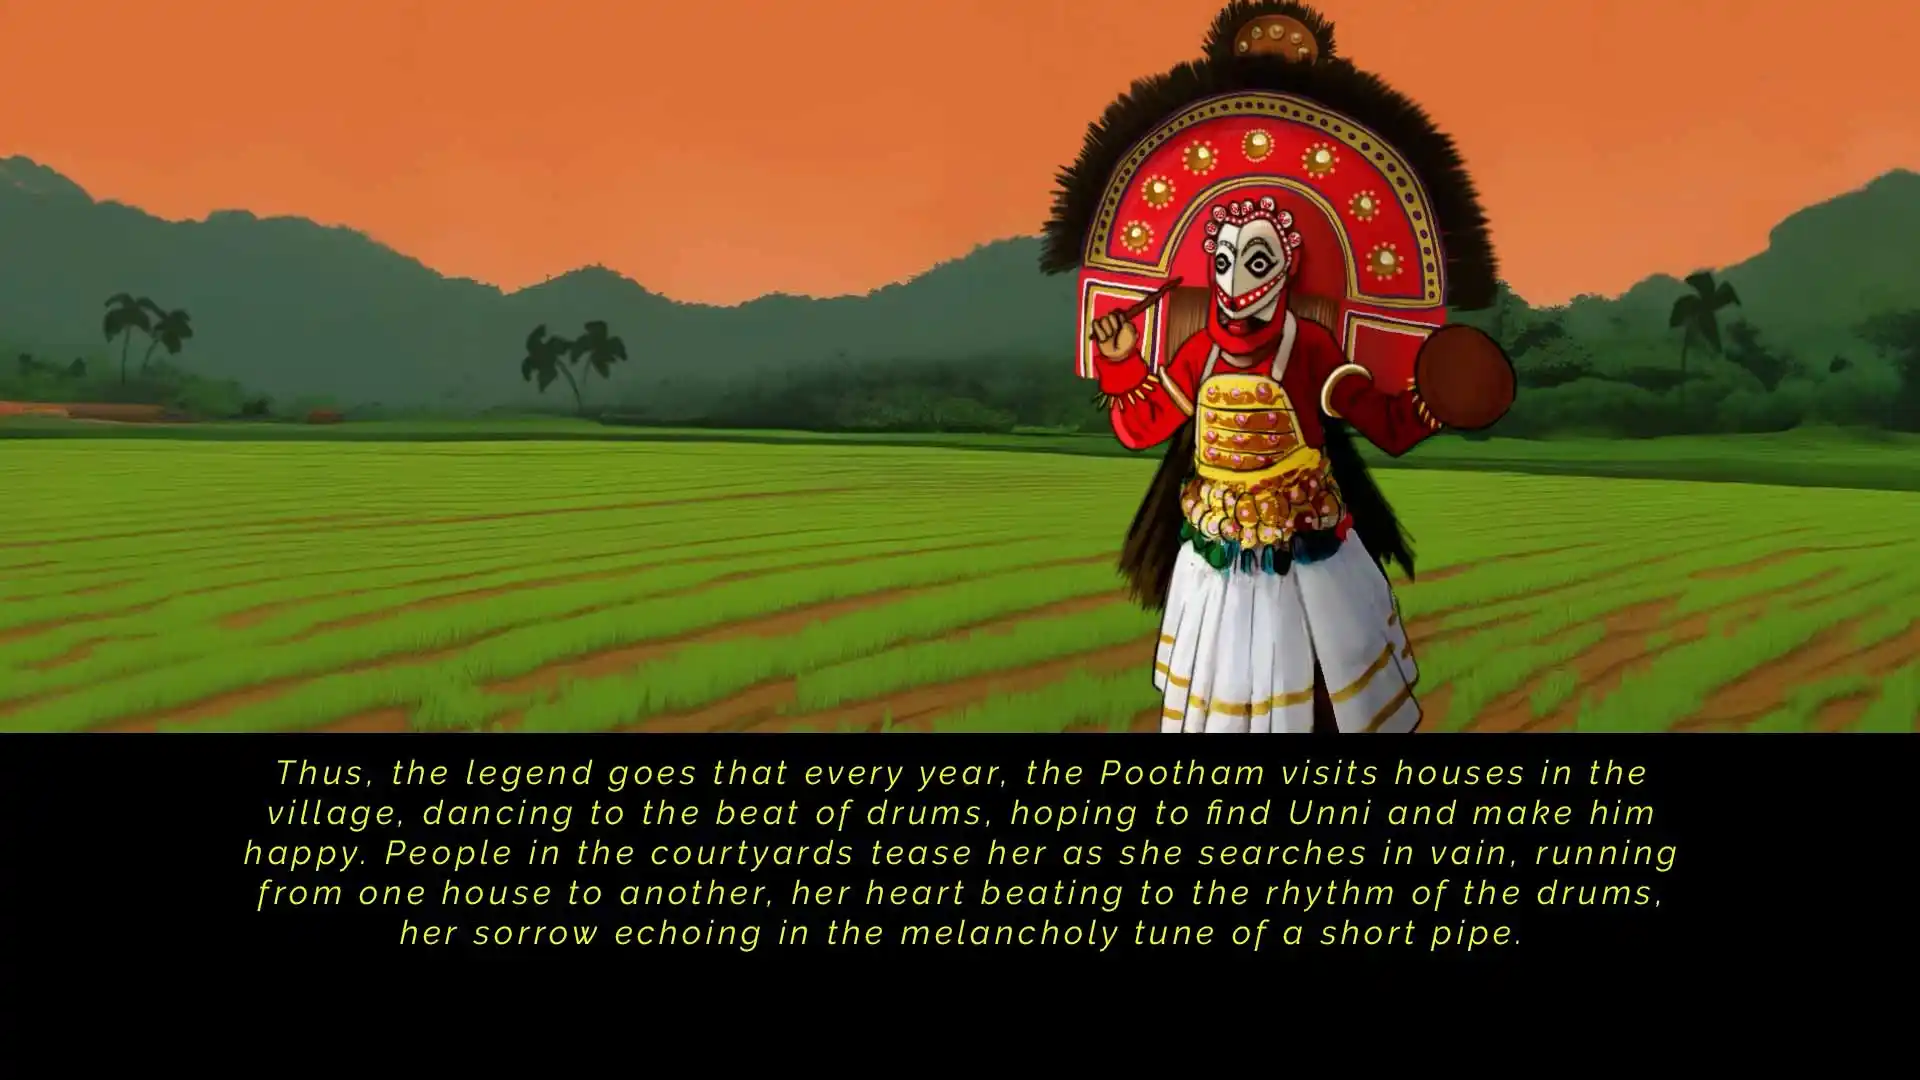 Thus, the legend goes that every year, the Pootham visits houses in the
village, dancing to the beat of drums, hoping to find Unni and make him
happy. People in the courtyards tease her as she searches in vain, running
from one house to another, her heart beating to the rhythm of the drums,
her sorrow echoing in the melancholy tune of a short pipe.